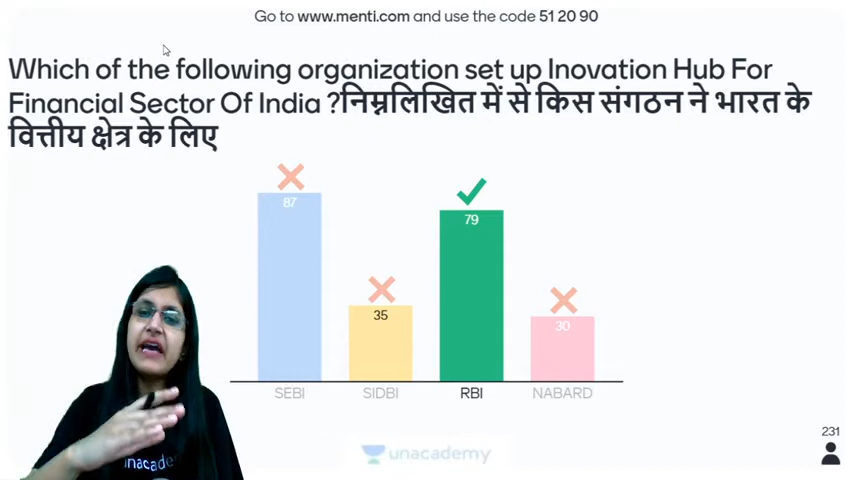 Go to www.menti.com and use the code 51 20 90
Which of the following organization set up Inovation Hub For
Financial Sector Of India ?निम्नलिखित में से किस संगठन ने भारत के
वित्तीय क्षेत्र के लिए
87
79
35
30
SEBI SIDBI RBI NABARD
unacademy
unacade
231